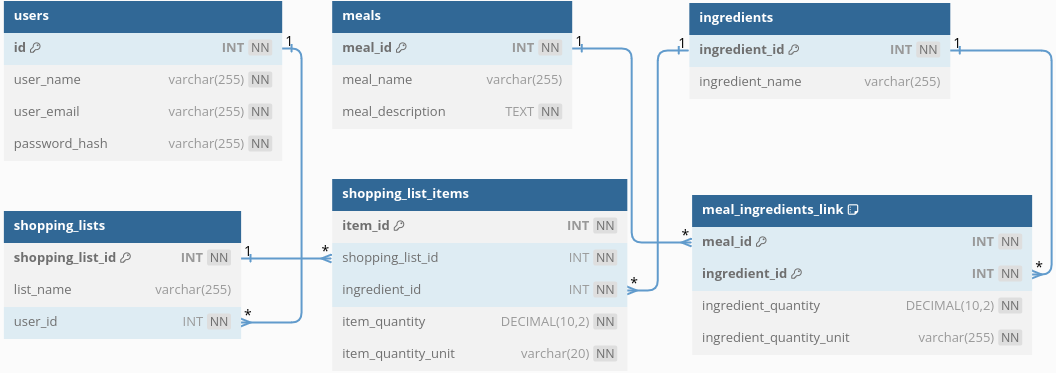 users
id INT NN
user_name varchar(255) NN
user_email varchar(255) NN
password_hash varchar(255) NN
1
meals
meal_id INT NN
meal_name varchar(255)
meal_description TEXT NN
1
ingredients
ingredient_id INT NN
ingredient_name varchar(255)
1
1
shopping_lists
shopping_list_id INT NN
list_name varchar(255)
user_id INT NN
1
*
shopping_list_items
item_id INT NN
shopping_list_id INT NN
ingredient_id INT NN
item_quantity DECIMAL(10,2) NN
item_quantity_unit varchar(20) NN
*
*
meal_ingredients_link
meal_id INT NN
ingredient_id INT NN
ingredient_quantity DECIMAL(10,2) NN
ingredient_quantity_unit varchar(255) NN
*
*